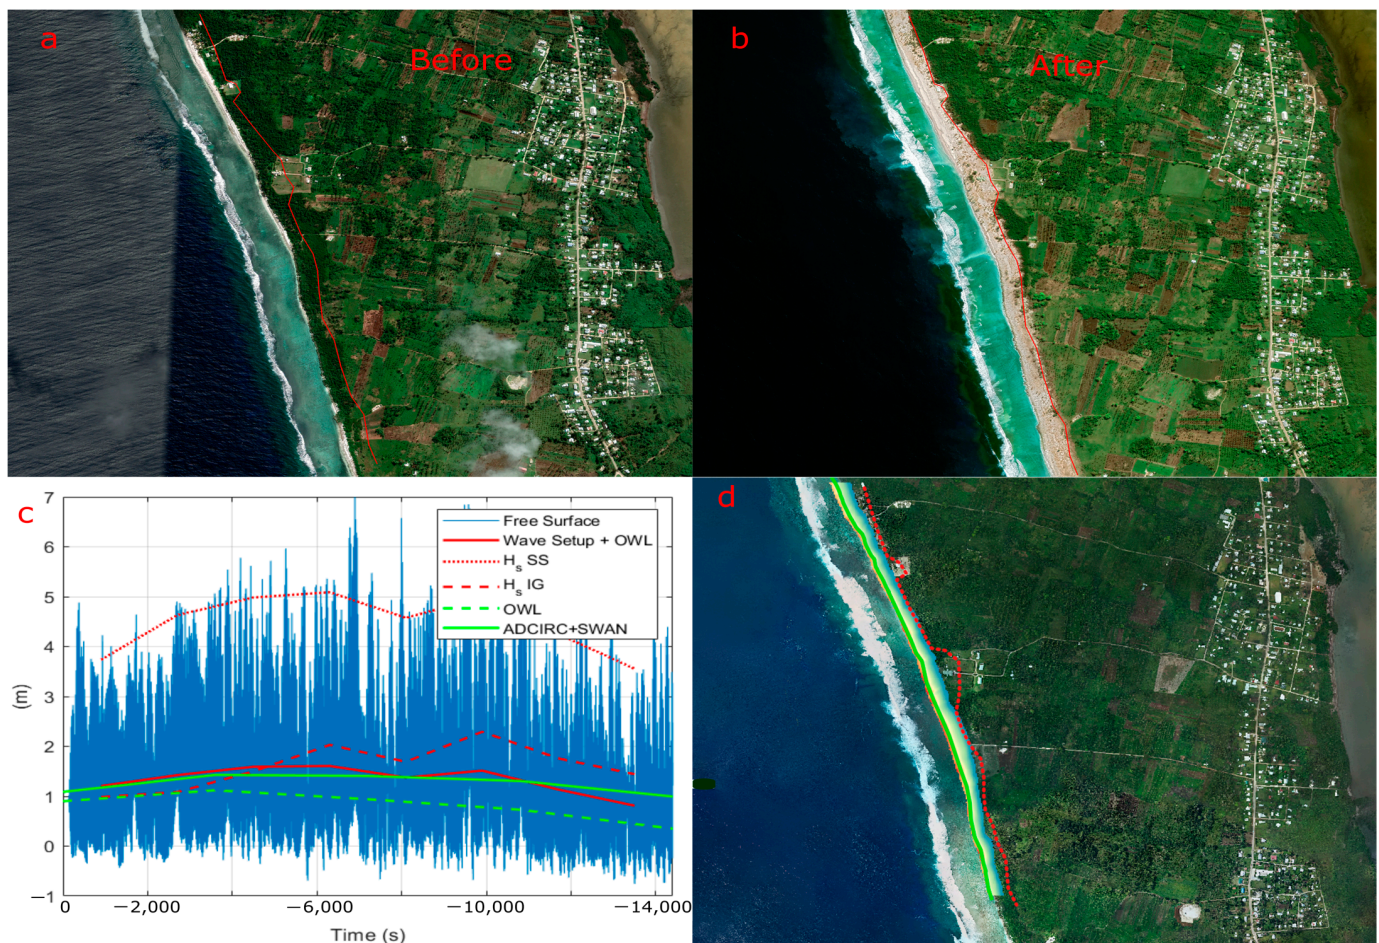 a
Before
b
After
c
7
6
5
4
3
2
1
0
−1
(m)
Free Surface
Wave Setup + OWL
Hs SS
Hs IG
OWL
ADCIRC+SWAN
−0
−2,000
−6,000
−10,000
−14,000
Time (s)
d